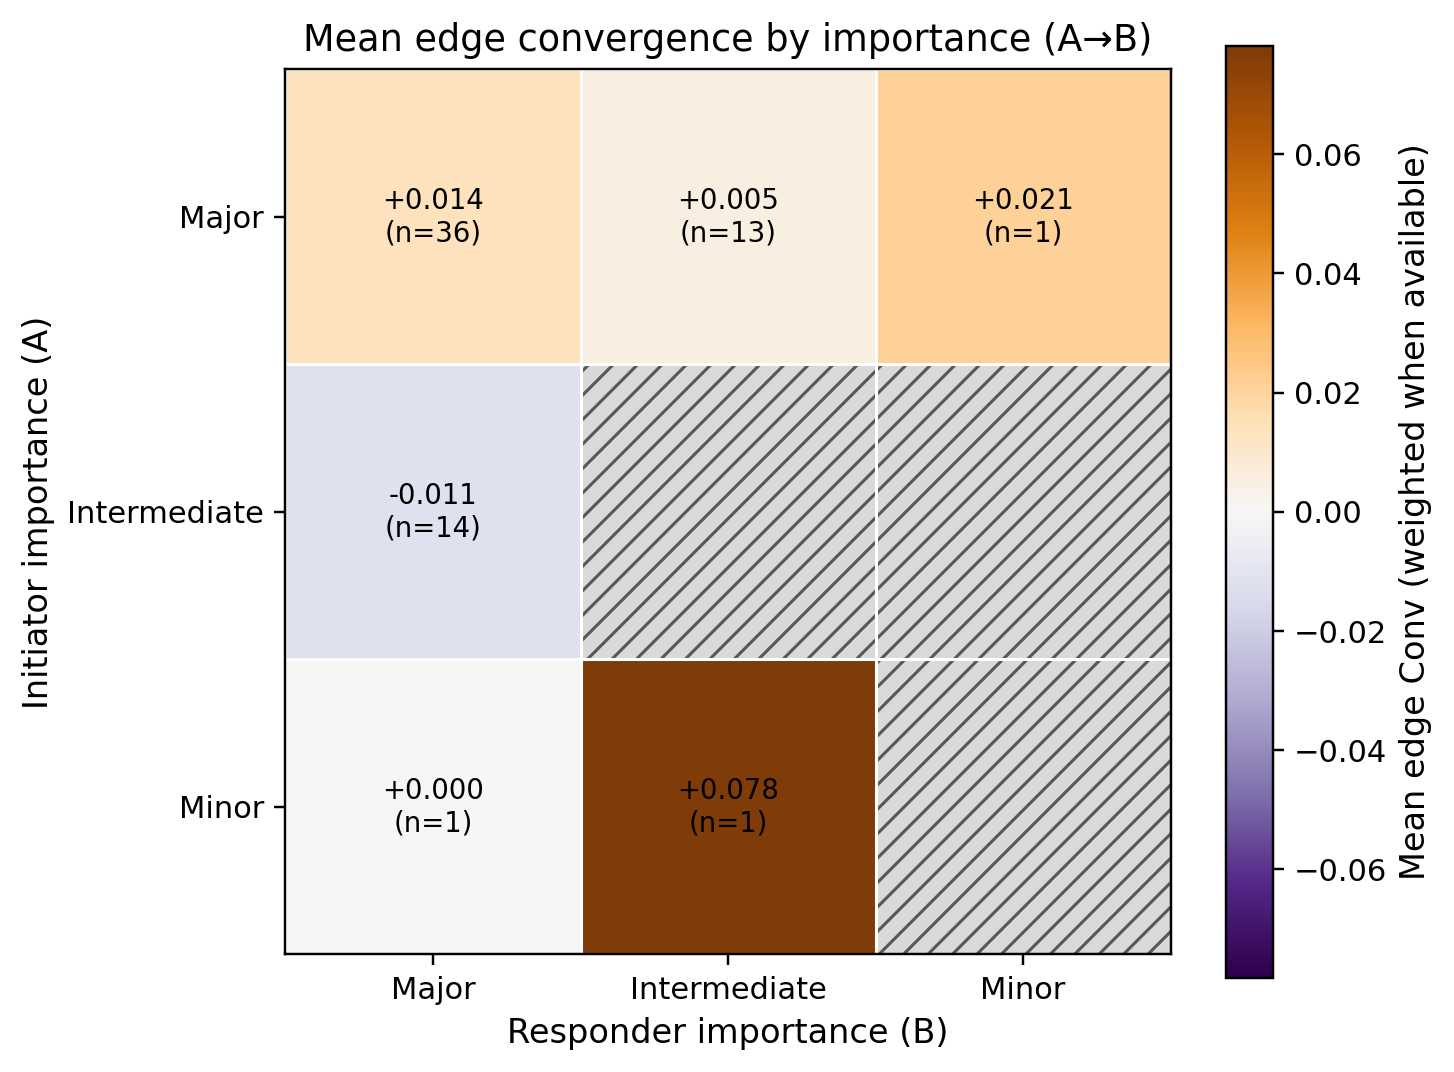 Mean edge convergence by importance (A→B)
Initiator importance (A)
Major
Intermediate
Minor
+0.014
(n=36)
+0.005
(n=13)
+0.021
(n=1)
-0.011
(n=14)
+0.000
(n=1)
+0.078
(n=1)
Major
Intermediate
Minor
Responder importance (B)
0.06
0.04
0.02
0.00
−0.02
−0.04
−0.06
Mean edge Conv (weighted when available)